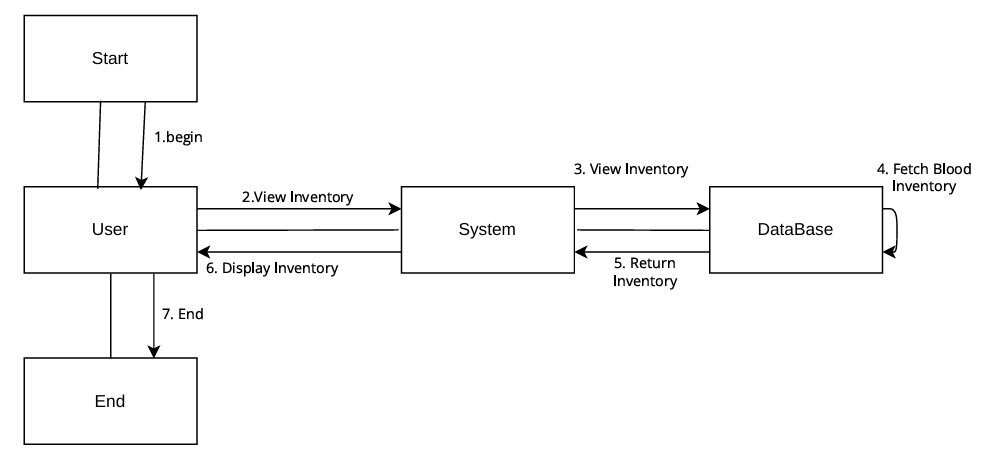 Start
1.begin
3. View Inventory
4. Fetch Blood
Inventory
2.View Inventory
User
System
DataBase
6. Display Inventory
5. Return
Inventory
7. End
End